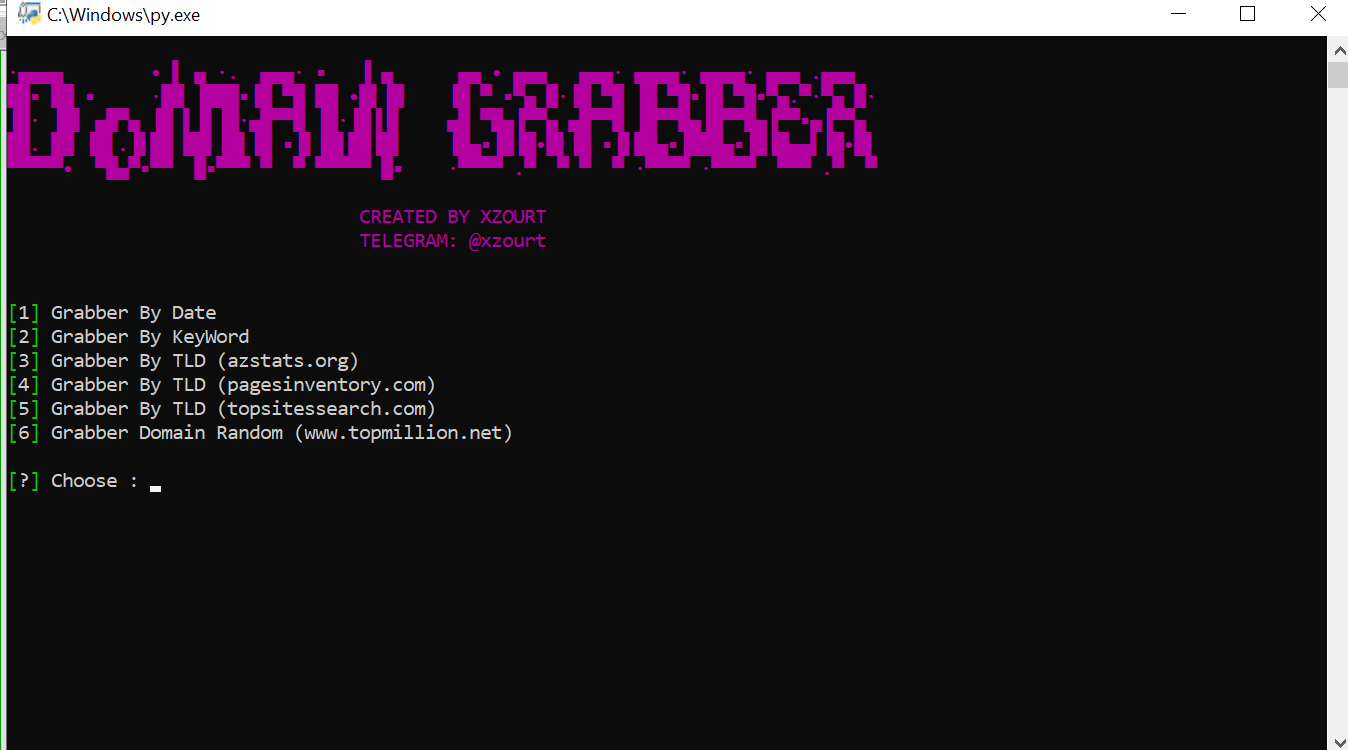 C:\Windows\py.exe
DOMAIN GRABBER
CREATED BY XZOURT
TELEGRAM: @xzourt
[1] Grabber By Date
[2] Grabber By KeyWord
[3] Grabber By TLD (azstats.org)
[4] Grabber By TLD (pagesinventory.com)
[5] Grabber By TLD (topsitessearch.com)
[6] Grabber Domain Random (www.topmillion.net)
[?] Choose :